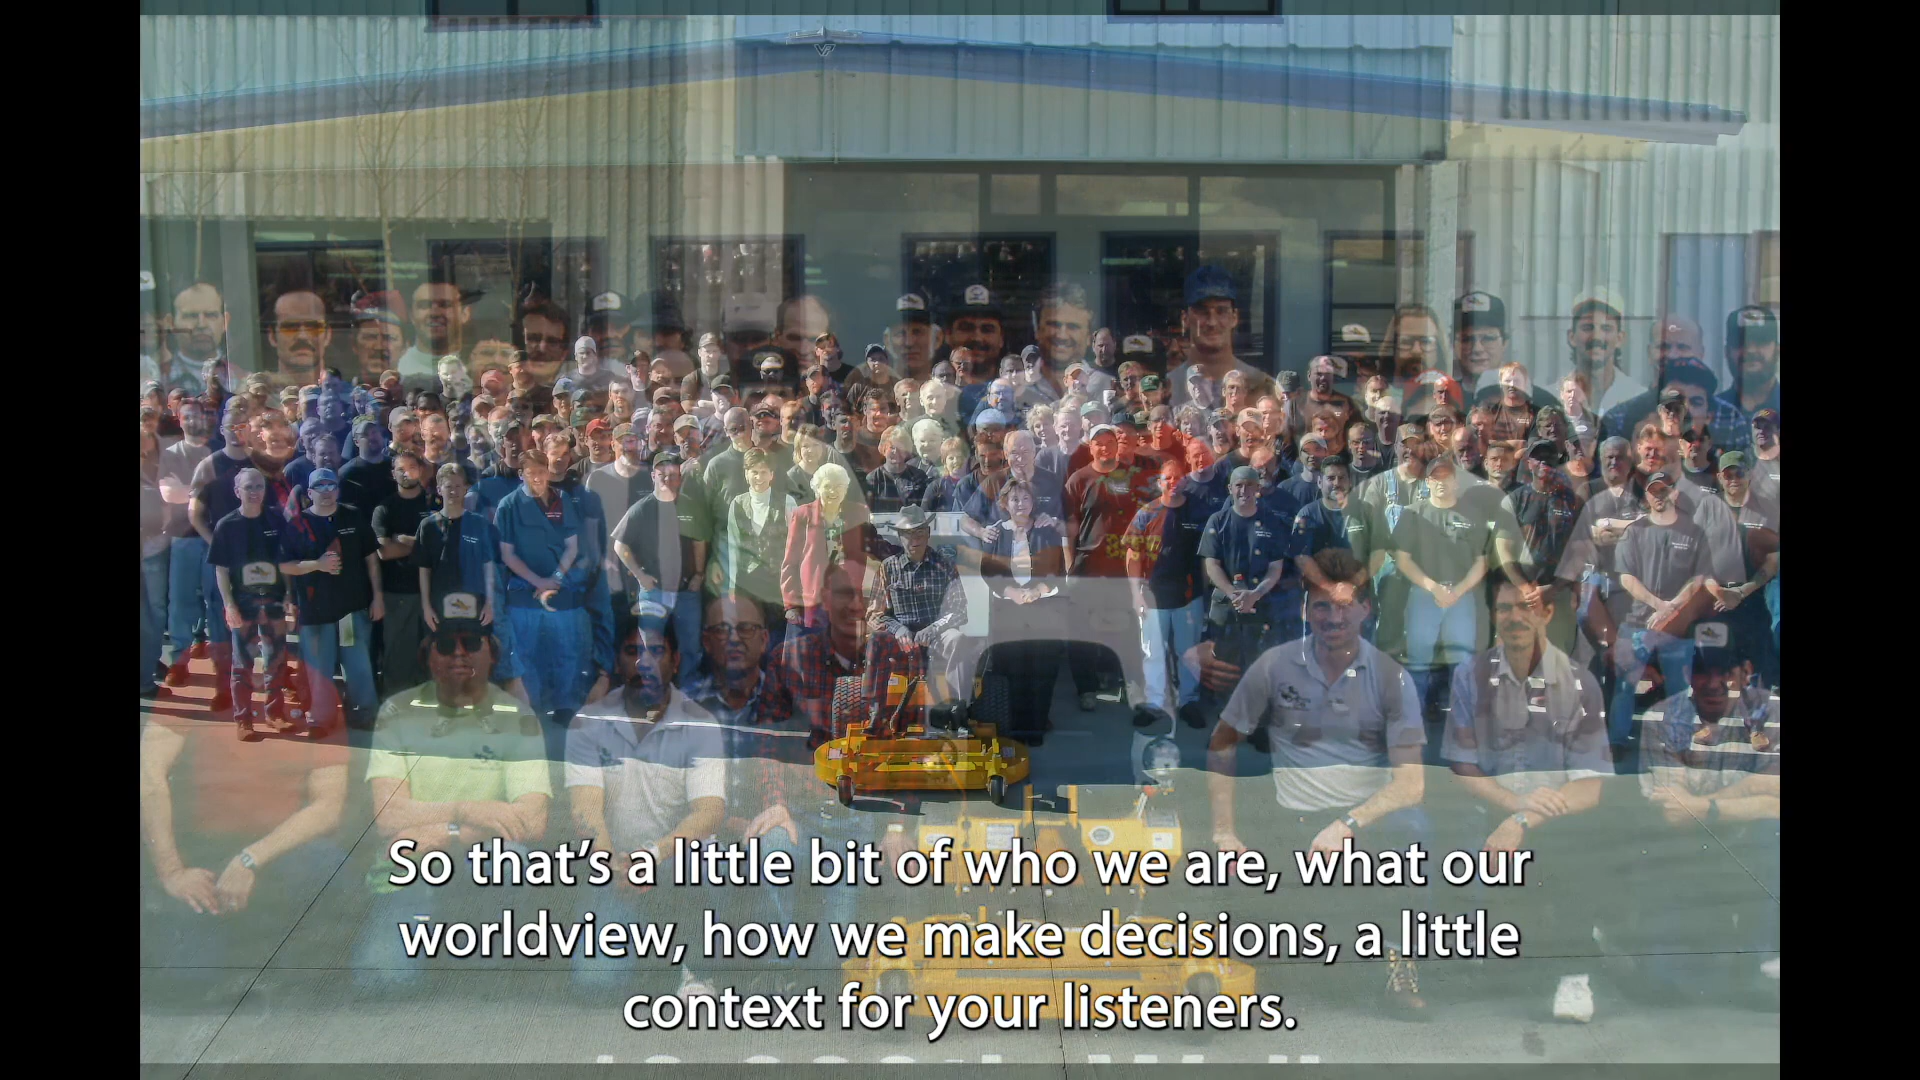 So that's a little bit of who we are, what our
worldview, how we make decisions, a little
context for your listeners.